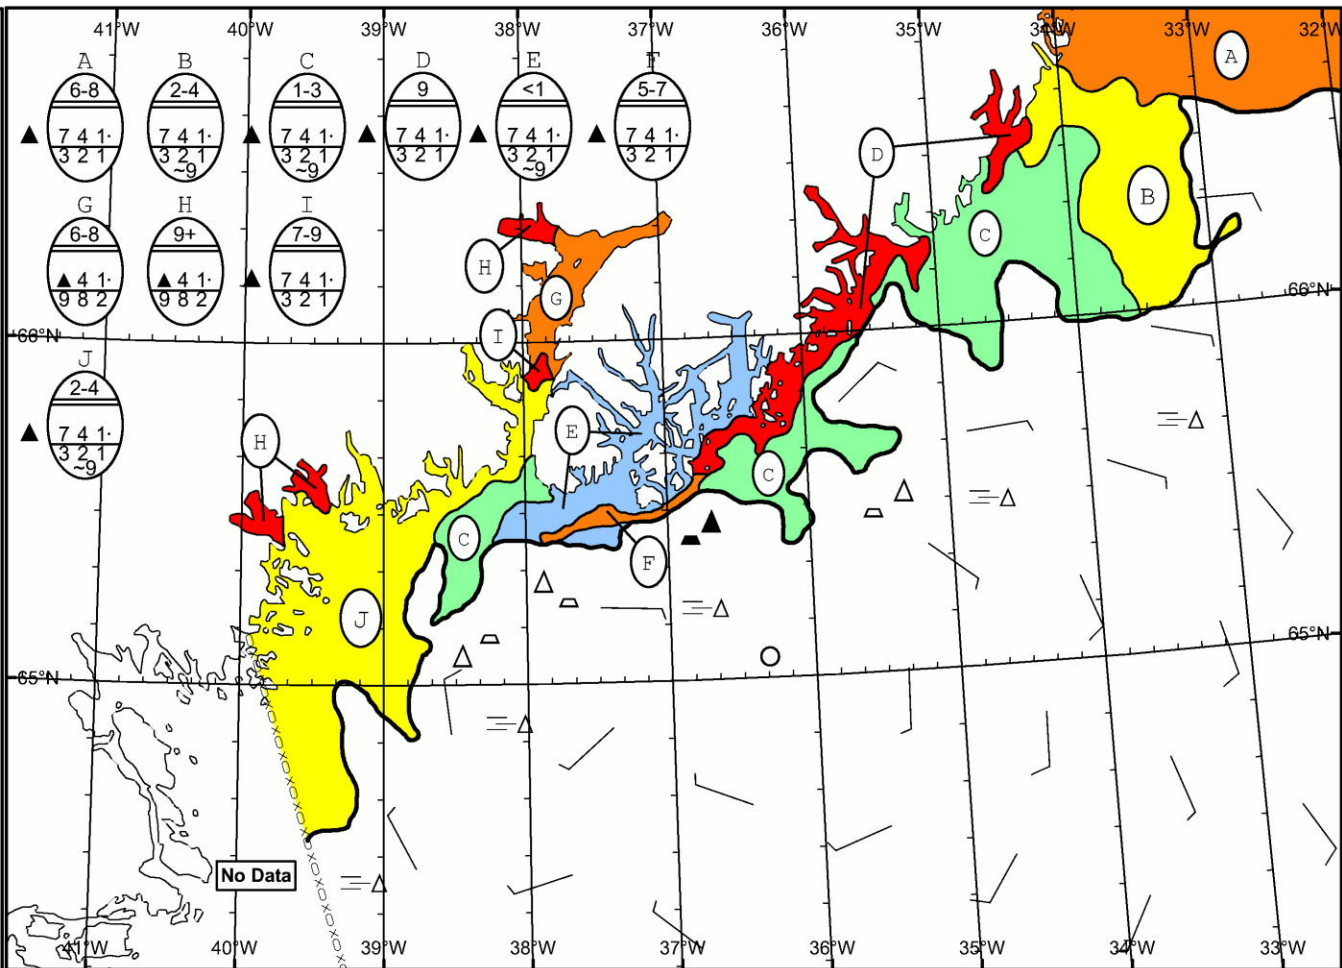 41°W 40°W 39°W 38°W 37°W 36°W 35°W 34°W 33°W 32°W
A B C D E F
6-8 2-4 1-3 9 <1 5-7
7 4 1· 7 4 1· 7 4 1· 7 4 1· 7 4 1· 7 4 1·
3 2 1 3 2 1 3 2 1 3 2 1 3 2 1 3 2 1
~9 ~9 ~9
G H I
6-8 9+ 7-9
▲ 4 1· ▲ 4 1· 7 4 1·
9 8 2 9 8 2 3 2 1
J
2-4
7 4 1·
3 2 1
~9
A
D
B
C
H
G
66°N
I
66°N
E
H
C
C
F
J
65°N
65°N
No Data
41°W 40°W 39°W 38°W 37°W 36°W 35°W 34°W 33°W